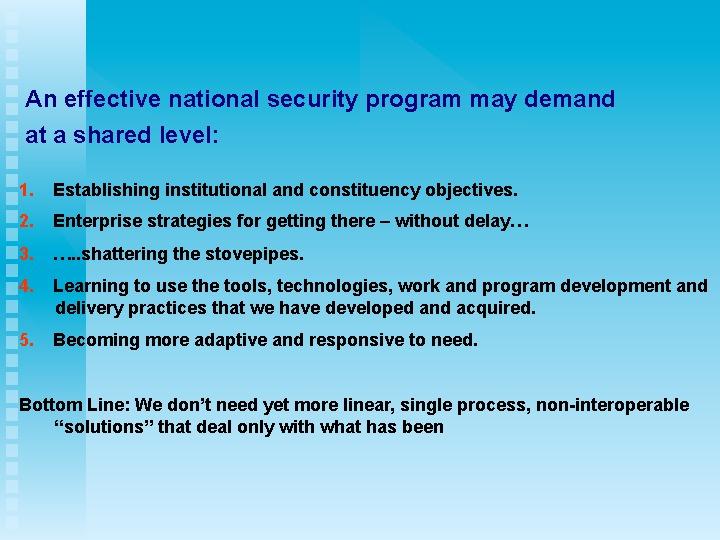 An effective national security program may demand
at a shared level:
1. Establishing institutional and constituency objectives.
2. Enterprise strategies for getting there – without delay…
3. …..shattering the stovepipes.
4. Learning to use the tools, technologies, work and program development and
delivery practices that we have developed and acquired.
5. Becoming more adaptive and responsive to need.
Bottom Line: We don’t need yet more linear, single process, non-interoperable
“solutions” that deal only with what has been